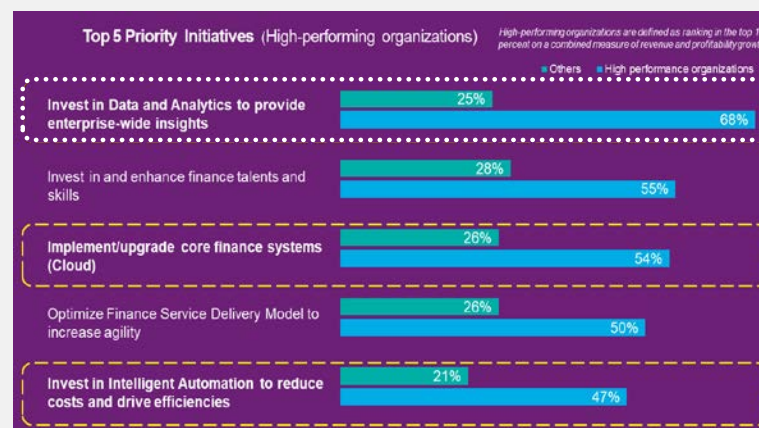 Top 5 Priority Initiatives (High-performing organizations)
High-performing organizations are defined as ranking in the top
percent on a combined measure of revenue and profitability
Others High performance organizations
Invest in Data and Analytics to provide
enterprise-wide insights
25%
68%
Invest in and enhance finance talents and
skills
28%
55%
Implement/upgrade core finance systems
(Cloud)
26%
54%
Optimize Finance Service Delivery Model to
increase agility
26%
50%
Invest in Intelligent Automation to reduce
costs and drive efficiencies
21%
47%